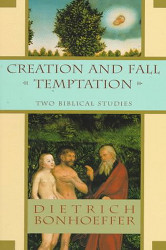 CREATION AND FALL
TEMPTATION
TWO BIBLICAL STUDIES
DIETRICH
BONHOEFFER